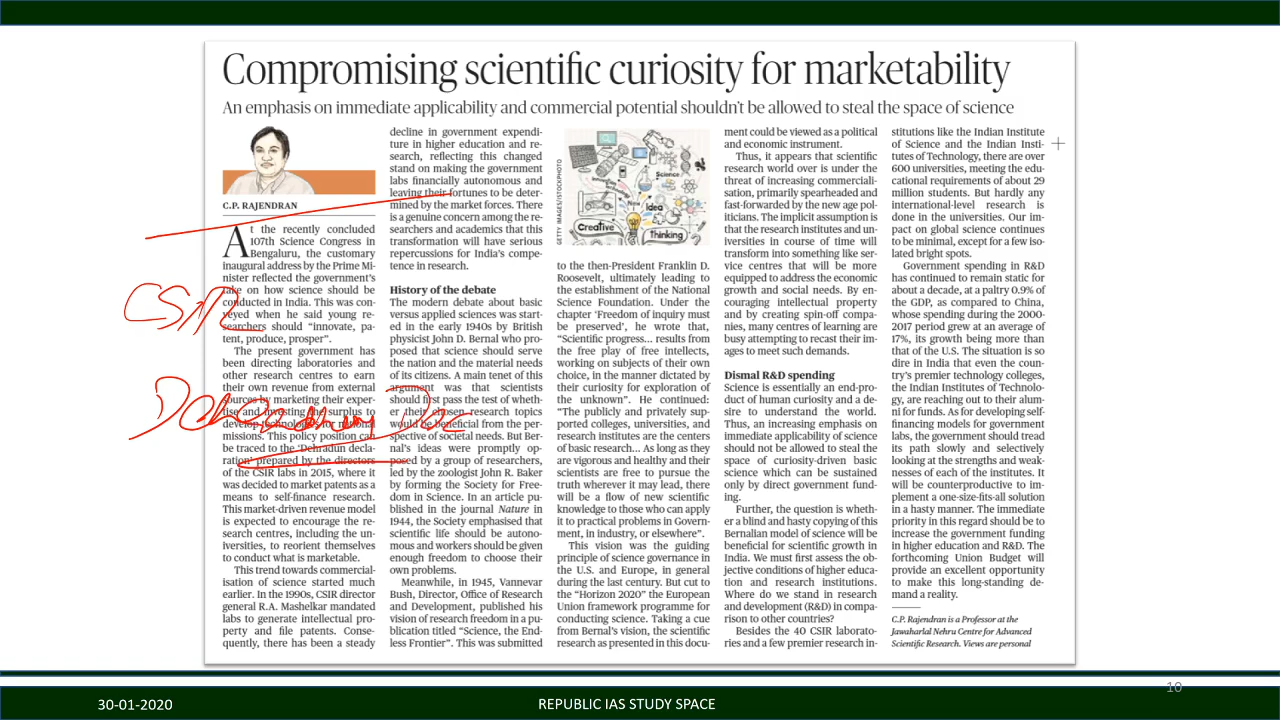 Compromising scientific curiosity for marketability
An emphasis on immediate applicability and commercial potential shouldn't be allowed to steal the space of science
C.P. RAJENDRAN
At the recently concluded
107th Science Congress in
Bengaluru, the customary
inaugural address by the Prime Mi-
nister reflected the government's
take on how science should be
conducted in India. This was con-
veyed when he said young re-
searchers should "innovate, pa-
tent, produce, prosper".
The present government has
been directing laboratories and
other research centres to earn
their own revenue from external
sources by marketing their exper-
tise and investing the surplus to
develop technologies for national
missions. This policy position can
be traced to the 'Dehradun decla-
ration' prepared by the directors
of the CSIR labs in 2015, where it
was decided to market patents as a
means to self-finance research.
This market-driven revenue model
is expected to encourage the re-
search centres, including the un-
iversities, to reorient themselves
to conduct what is marketable.
This trend towards commercial-
isation of science started much
earlier. In the 1990s, CSIR director
general R.A. Mashelkar mandated
labs to generate intellectual pro-
perty and file patents. Conse-
quently, there has been a steady
decline in government expendi-
ture in higher education and re-
search, reflecting this changed
stand on making the government
labs financially autonomous and
leaving their fortunes to be deter-
mined by the market forces. There
is a genuine concern among the re-
searchers and academics that this
transformation will have serious
repercussions for India's compe-
tence in research.
History of the debate
The modern debate about basic
versus applied sciences was start-
ed in the early 1940s by British
physicist John D. Bernal who pro-
posed that science should serve
the nation and the material needs
of its citizens. A main tenet of this
argument was that scientists
should first pass the test of wheth-
er their chosen research topics
would be beneficial from the per-
spective of societal needs. But Ber-
nal's ideas were promptly op-
posed by a group of researchers,
led by the zoologist John R. Baker
by forming the Society for Free-
dom in Science. In an article pu-
blished in the journal Nature in
1944, the Society emphasised that
scientific life should be autono-
mous and workers should be given
enough freedom to choose their
own problems.
Meanwhile, in 1945, Vannevar
Bush, Director, Office of Research
and Development, published his
vision of research freedom in a pu-
blication titled "Science, the End-
less Frontier". This was submitted
GETTY IMAGES/ISTOCKPHOTO
Science
Idea
Creative
Thinking
to the then-President Franklin D.
Roosevelt, ultimately leading to
the establishment of the National
Science Foundation. Under the
chapter 'Freedom of inquiry must
be preserved', he wrote that,
"Scientific progress... results from
the free play of free intellects,
working on subjects of their own
choice, in the manner dictated by
their curiosity for exploration of
the unknown". He continued:
"The publicly and privately sup-
ported colleges, universities, and
research institutes are the centers
of basic research... As long as they
are vigorous and healthy and their
scientists are free to pursue the
truth wherever it may lead, there
will be a flow of new scientific
knowledge to those who can apply
it to practical problems in Govern-
ment, in Industry, or elsewhere".
This vision was the guiding
principle of science governance in
the U.S. and Europe, in general
during the last century. But cut to
the "Horizon 2020" the European
Union framework programme for
conducting science. Taking a cue
from Bernal's vision, the scientific
research as presented in this docu-
ment could be viewed as a political
and economic instrument.
Thus, it appears that scientific
research world over is under the
threat of increasing commerciali-
sation, primarily spearheaded and
fast-forwarded by the new age pol-
iticians. The implicit assumption is
that the research institutes and un-
iversities in course of time will
transform into something like ser-
vice centres that will be more
equipped to address the economic
growth and social needs. By en-
couraging intellectual property
and by creating spin-off compa-
nies, many centres of learning are
busy attempting to recast their im-
ages to meet such demands.
Dismal R&D spending
Science is essentially an end-pro-
duct of human curiosity and a de-
sire to understand the world.
Thus, an increasing emphasis on
immediate applicability of science
should not be allowed to steal the
space of curiosity-driven basic
science which can be sustained
only by direct government fund-
ing.
Further, the question is wheth-
er a blind and hasty copying of this
Bernalian model of science will be
beneficial for scientific growth in
India. We must first assess the ob-
jective conditions of higher educa-
tion and research institutions.
Where do we stand in research
and development (R&D) in compa-
rison to other countries?
Besides the 40 CSIR laborato-
ries and a few premier research in-
stitutions like the Indian Institute
of Science and the Indian Insti-
tutes of Technology, there are over
600 universities, meeting the edu-
cational requirements of about 29
million students. But hardly any
international-level research is
done in the universities. Our im-
pact on global science continues
to be minimal, except for a few iso-
lated bright spots.
Government spending in R&D
has continued to remain static for
about a decade, at a paltry 0.9% of
the GDP, as compared to China,
whose spending during the 2000-
2017 period grew at an average of
17%, its growth being more than
that of the U.S. The situation is so
dire in India that even the coun-
try's premier technology colleges,
the Indian Institutes of Technolo-
gy, are reaching out to their alum-
ni for funds. As for developing self-
financing models for government
labs, the government should tread
its path slowly and selectively
looking at the strengths and weak-
nesses of each of the institutes. It
will be counterproductive to im-
plement a one-size-fits-all solution
in a hasty manner. The immediate
priority in this regard should be to
increase the government funding
in higher education and R&D. The
forthcoming Union Budget will
provide an excellent opportunity
to make this long-standing de-
mand a reality.
C.P. Rajendran is a Professor at the
Jawaharlal Nehru Centre for Advanced
Scientific Research. Views are personal
CSIR
Dehradun Dec
10
30-01-2020
REPUBLIC IAS STUDY SPACE